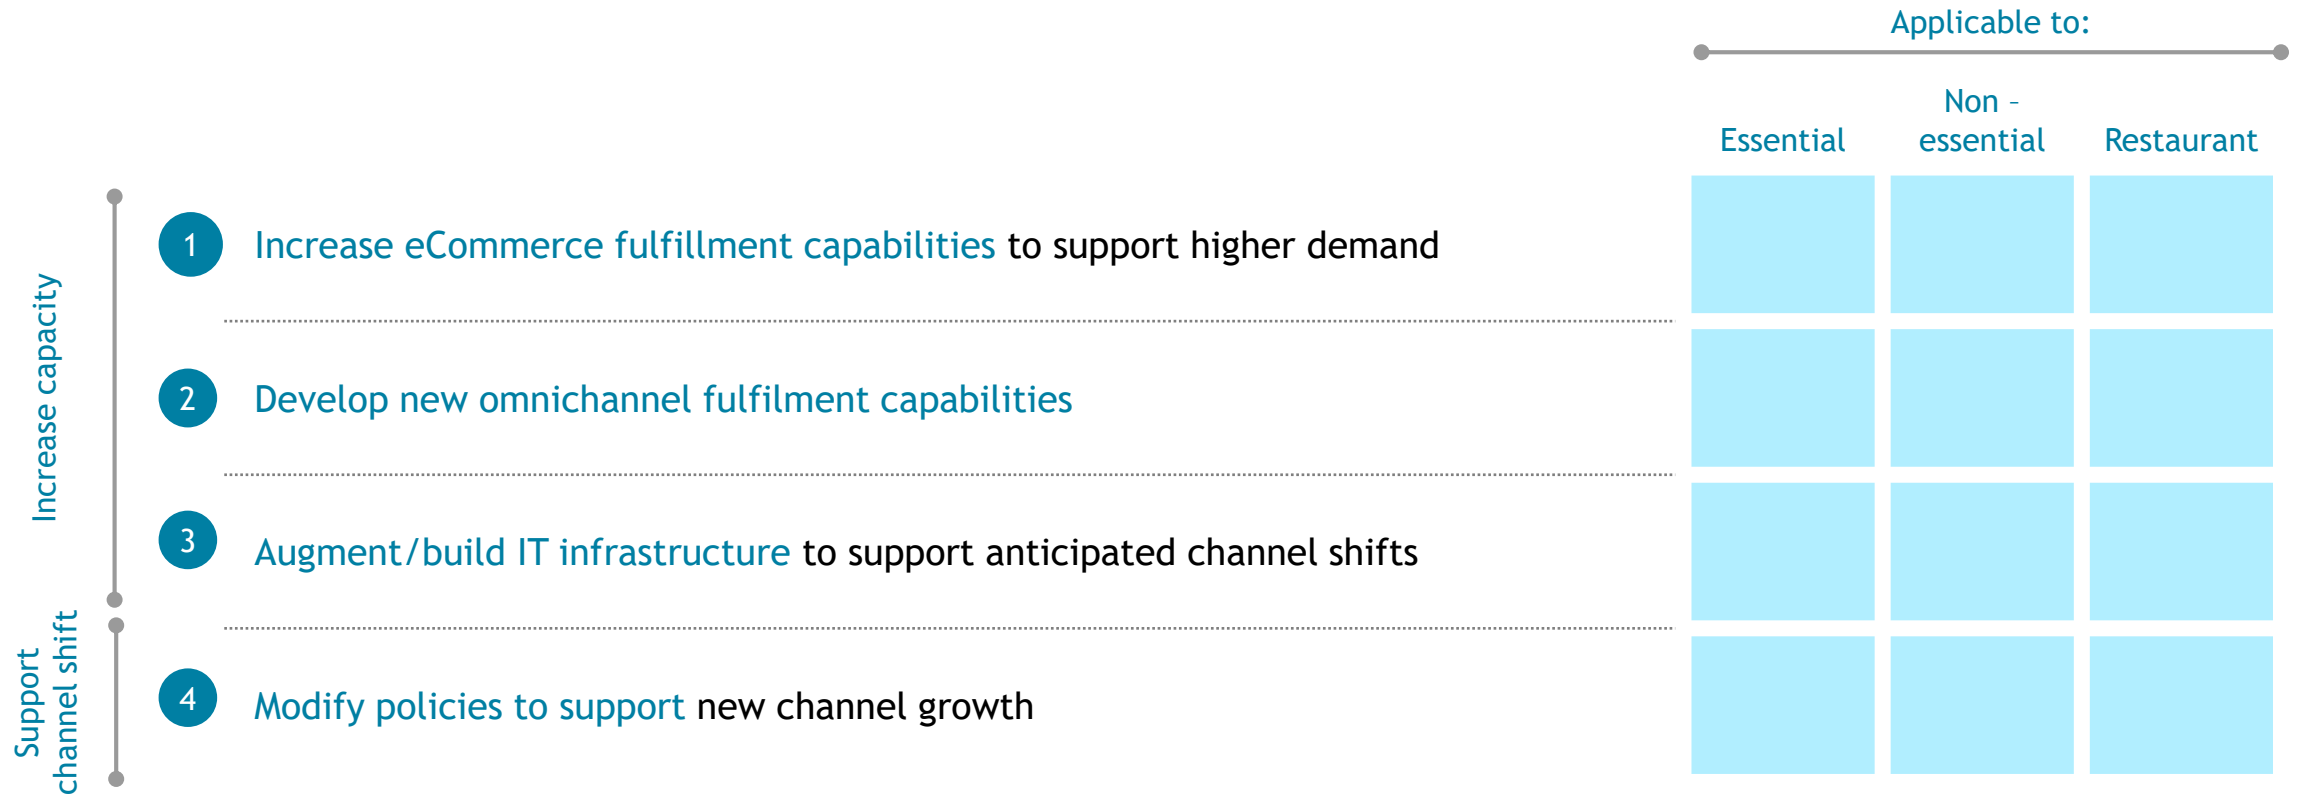 Applicable to:
Non –
Essential essential Restaurant
Increase capacity
1 Increase eCommerce fulfillment capabilities to support higher demand
2 Develop new omnichannel fulfilment capabilities
3 Augment/build IT infrastructure to support anticipated channel shifts
Support
channel shift
4 Modify policies to support new channel growth